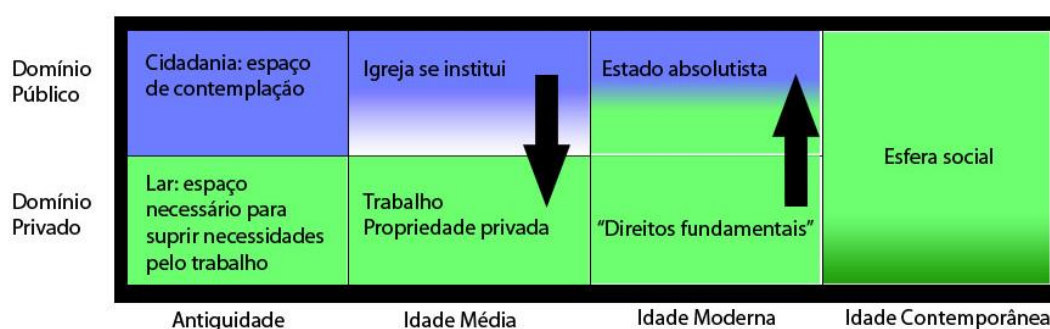 Domínio
Público
Cidadania: espaço
de contemplação
Igreja se institui
Estado absolutista
Esfera social
Domínio
Privado
Lar: espaço
necessário para
suprir necessidades
pelo trabalho
Trabalho
Propriedade privada
“Direitos fundamentais”
Antiguidade
Idade Média
Idade Moderna
Idade Contemporânea